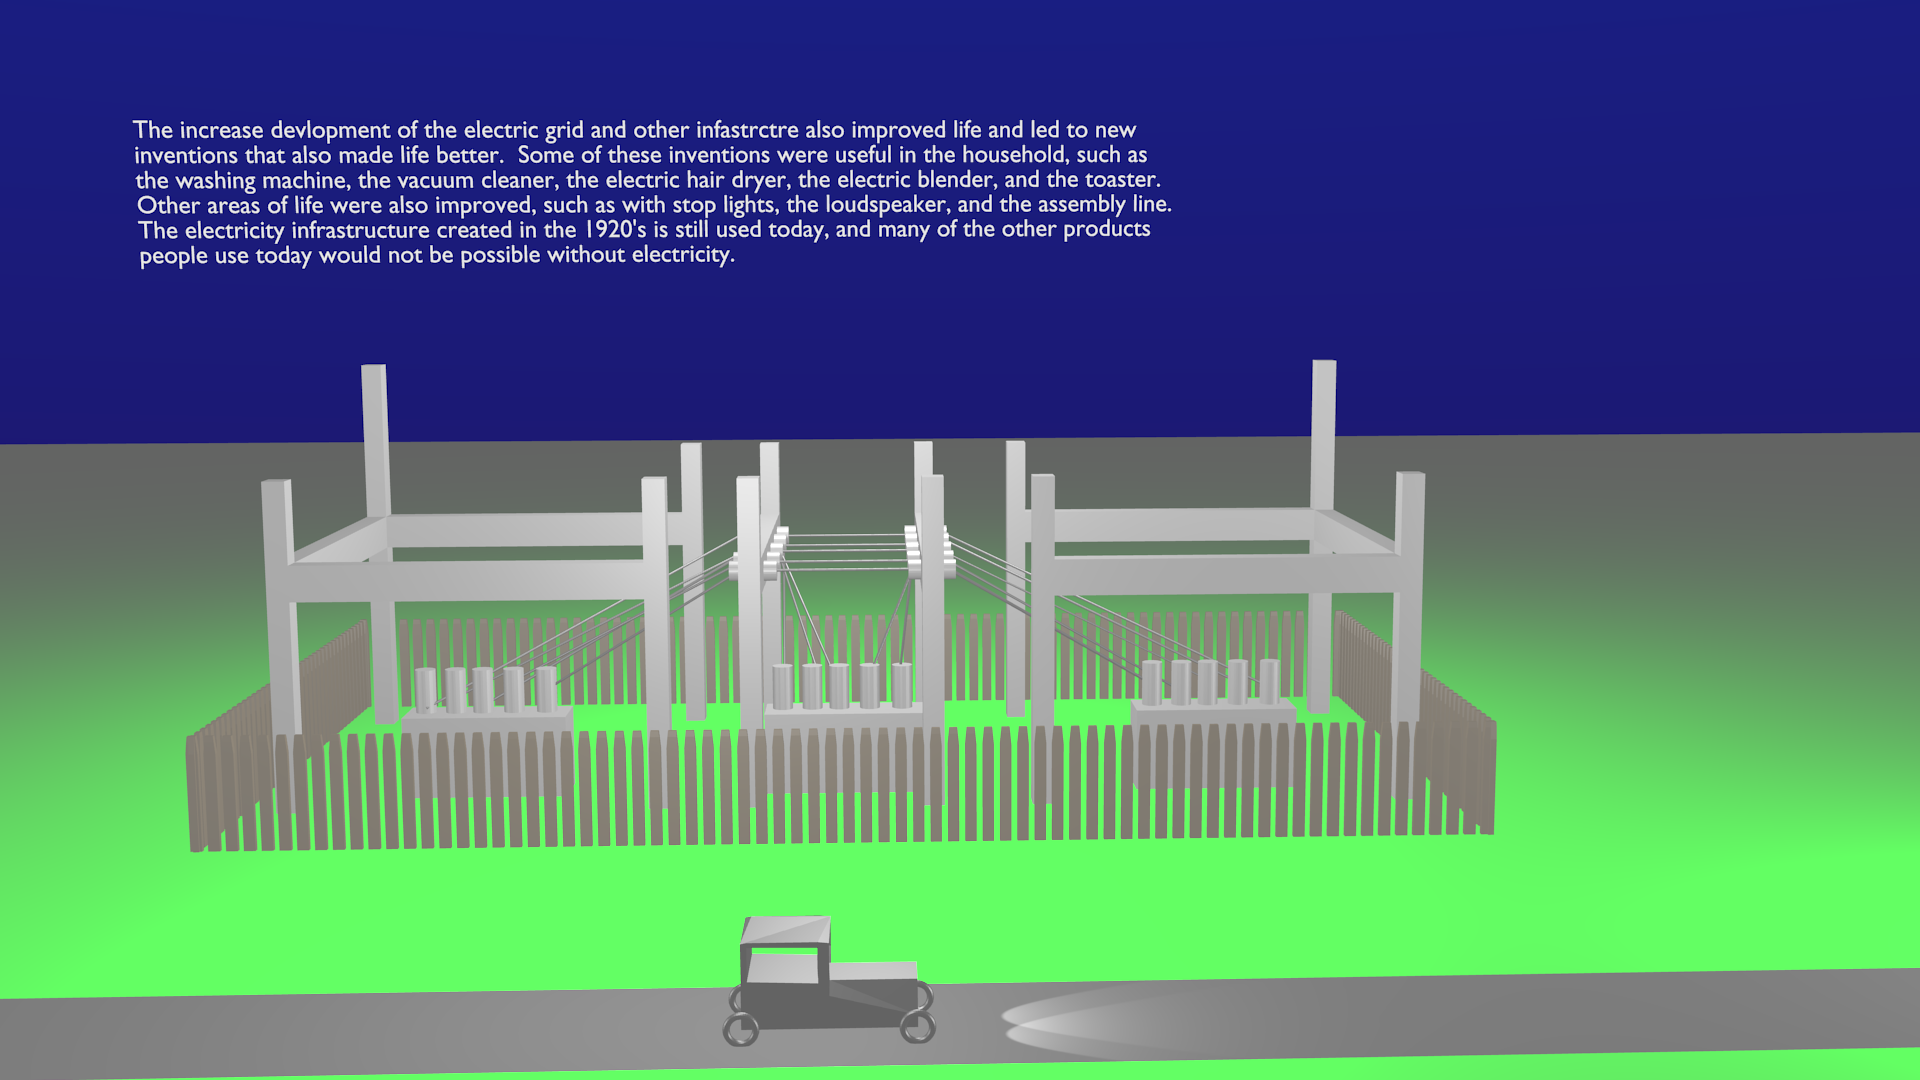 The increase devlopment of the electric grid and other infastrctre also improved life and led to new
inventions that also made life better.  Some of these inventions were useful in the household, such as
the washing machine, the vacuum cleaner, the electric hair dryer, the electric blender, and the toaster.
Other areas of life were also improved, such as with stop lights, the loudspeaker, and the assembly line.
The electricity infrastructure created in the 1920's is still used today, and many of the other products
people use today would not be possible without electricity.